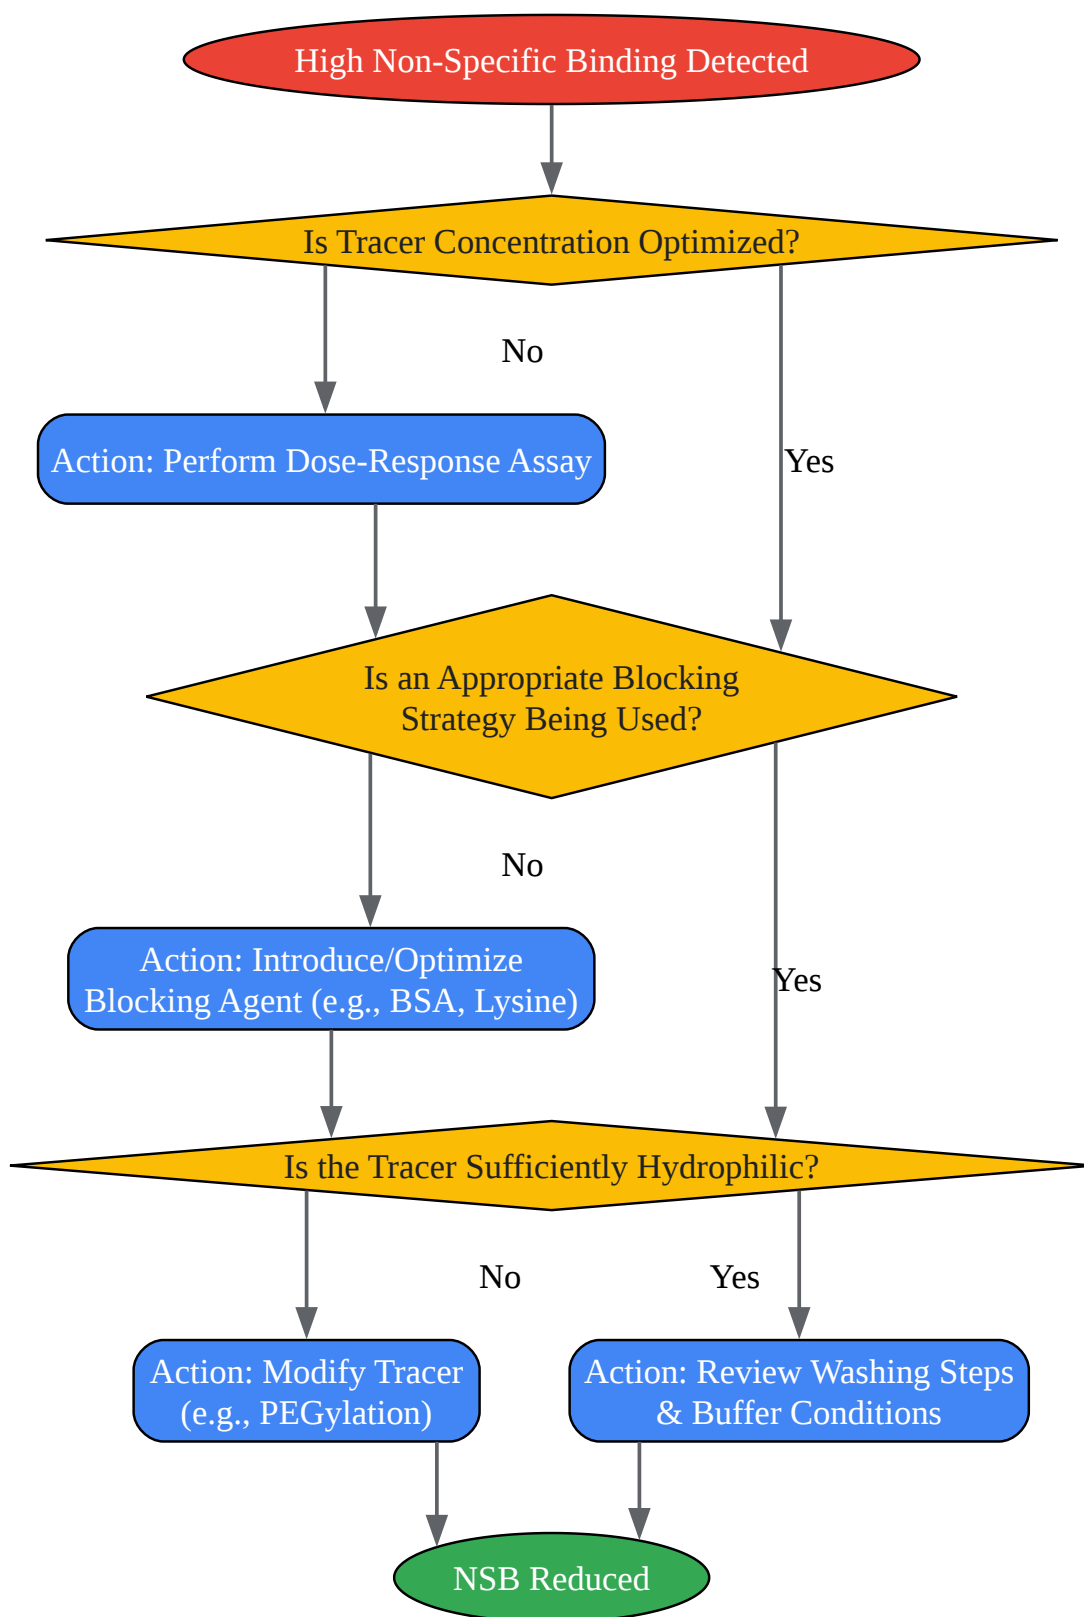 High Non-Specific Binding Detected
Is Tracer Concentration Optimized?
No
Action: Perform Dose-Response Assay
Yes
Is an Appropriate Blocking
Strategy Being Used?
No
Action: Introduce/Optimize
Blocking Agent (e.g., BSA, Lysine)
Yes
Is the Tracer Sufficiently Hydrophilic?
No
Yes
Action: Modify Tracer
(e.g., PEGylation)
Action: Review Washing Steps
& Buffer Conditions
NSB Reduced